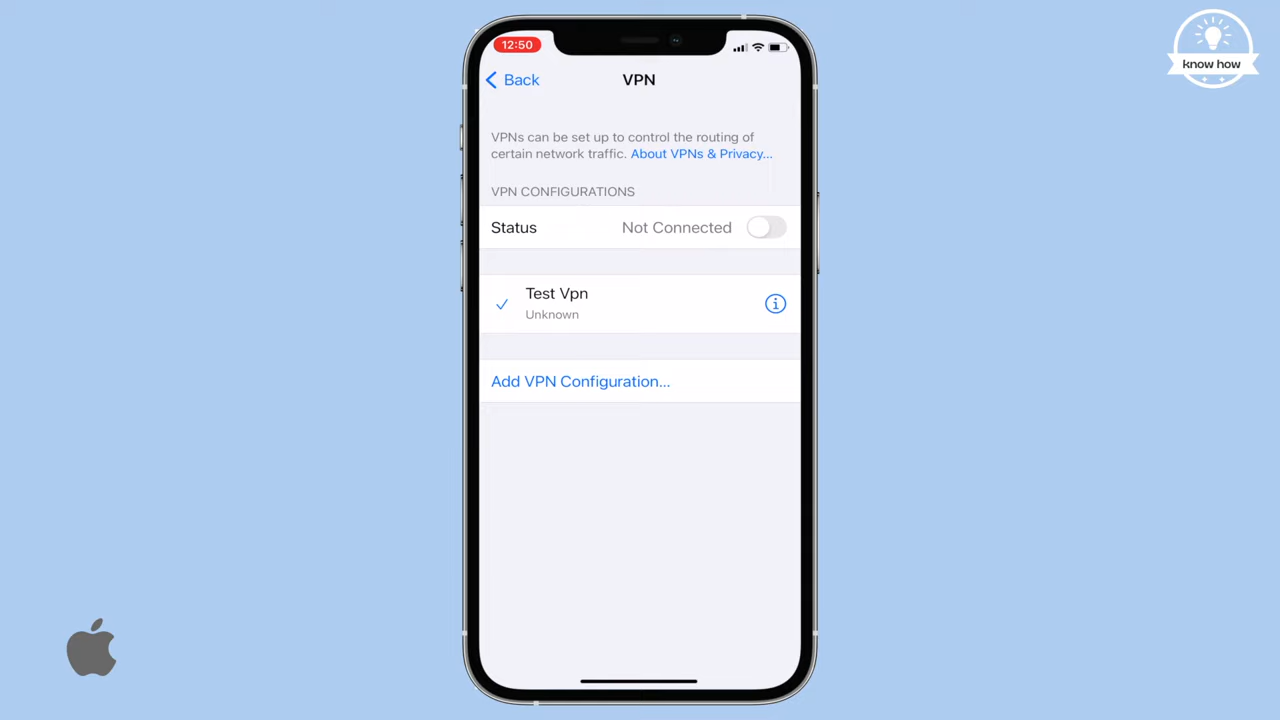 know how
12:50
Back
VPN
VPNs can be set up to control the routing of
certain network traffic. About VPNs & Privacy...
VPN CONFIGURATIONS
Status Not Connected
Test Vpn
Unknown
Add VPN Configuration...